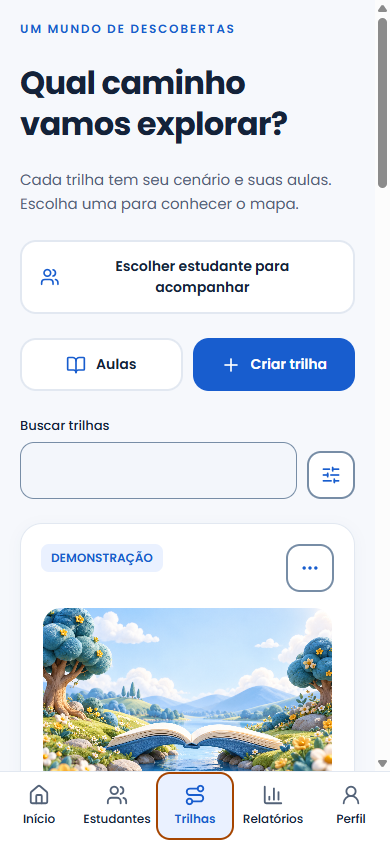 UM MUNDO DE DESCOBERTAS
Qual caminho
vamos explorar?
Cada trilha tem seu cenário e suas aulas.
Escolha uma para conhecer o mapa.
Escolher estudante para
acompanhar
Aulas
Criar trilha
Buscar trilhas
DEMONSTRAÇÃO
Início
Estudantes
Trilhas
Relatórios
Perfil